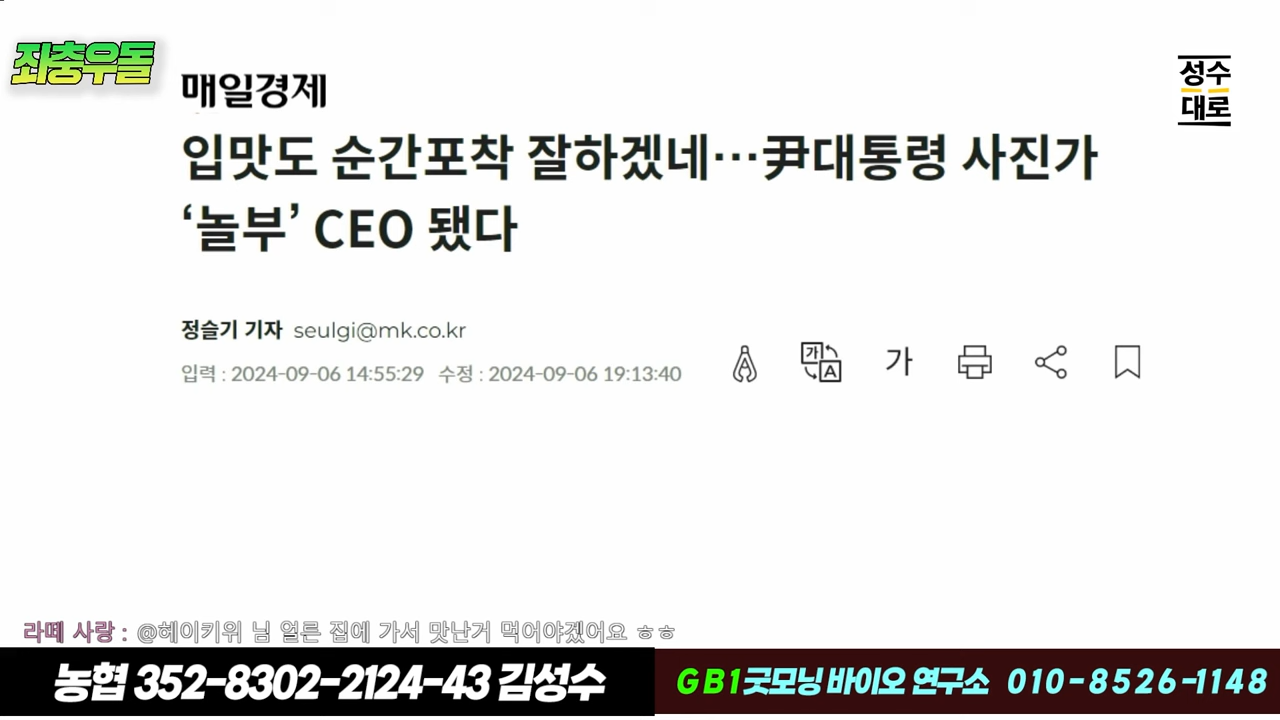 좌충우돌
성수
대로
매일경제
입맛도 순간포착 잘하겠네…尹대통령 사진가
‘놀부’ CEO 됐다
정슬기 기자 seulgi@mk.co.kr
입력 : 2024-09-06 14:55:29 수정 : 2024-09-06 19:13:40
가 A 가
라떼 사랑 : @헤이키위 님 얼른 집에 가서 맛난거 먹어야겠어요 ㅎㅎ
농협 352-8302-2124-43 김성수
GB1굿모닝 바이오 연구소 010-8526-1148